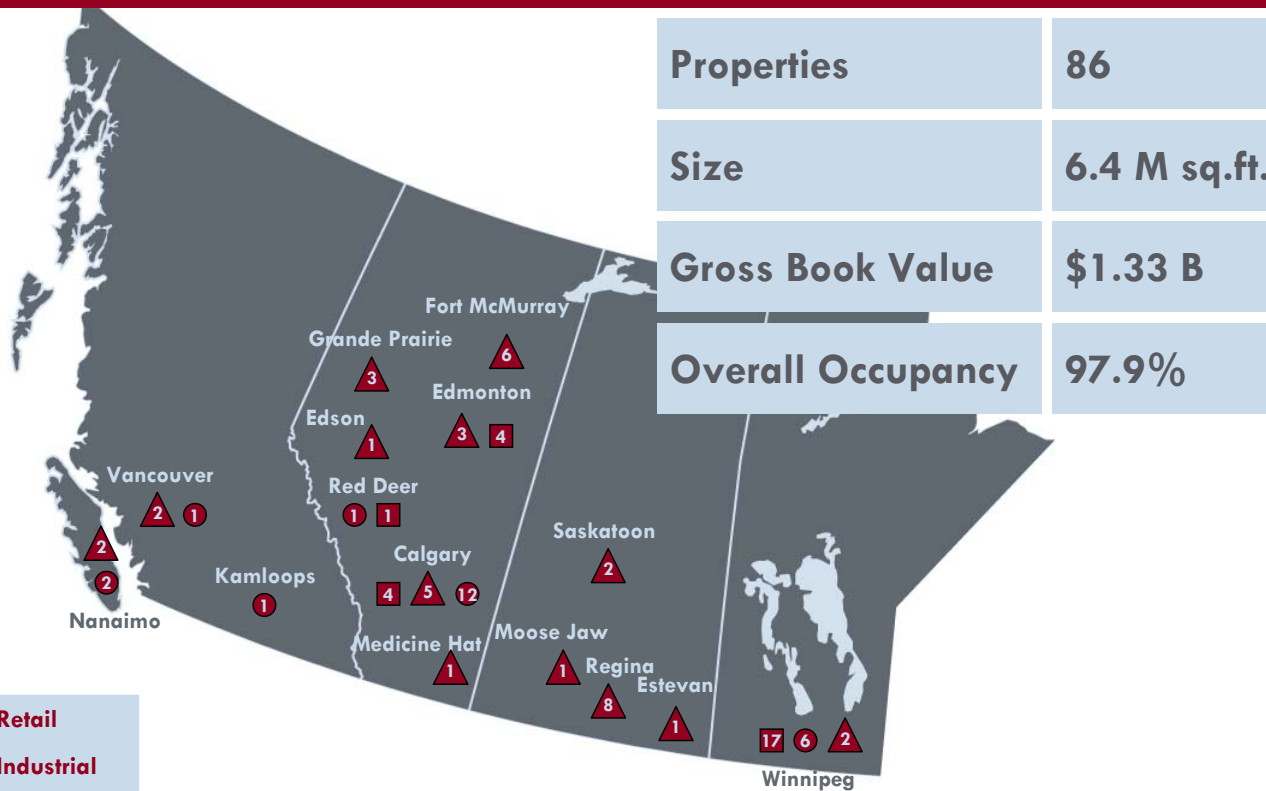 Properties 86
Size 6.4 M sq.ft.
Gross Book Value $1.33 B
Overall Occupancy 97.9%
Fort McMurray
6
Grande Prairie
3
Edmonton
3 4
Edson
1
Vancouver
2 1
Red Deer
1 1
2
2
Nanaimo
Kamloops
1
Calgary
4 5 12
Saskatoon
2
Medicine Hat
1
Moose Jaw
1
Regina
8
Estevan
1
17 6 2
Winnipeg
Retail
Industrial